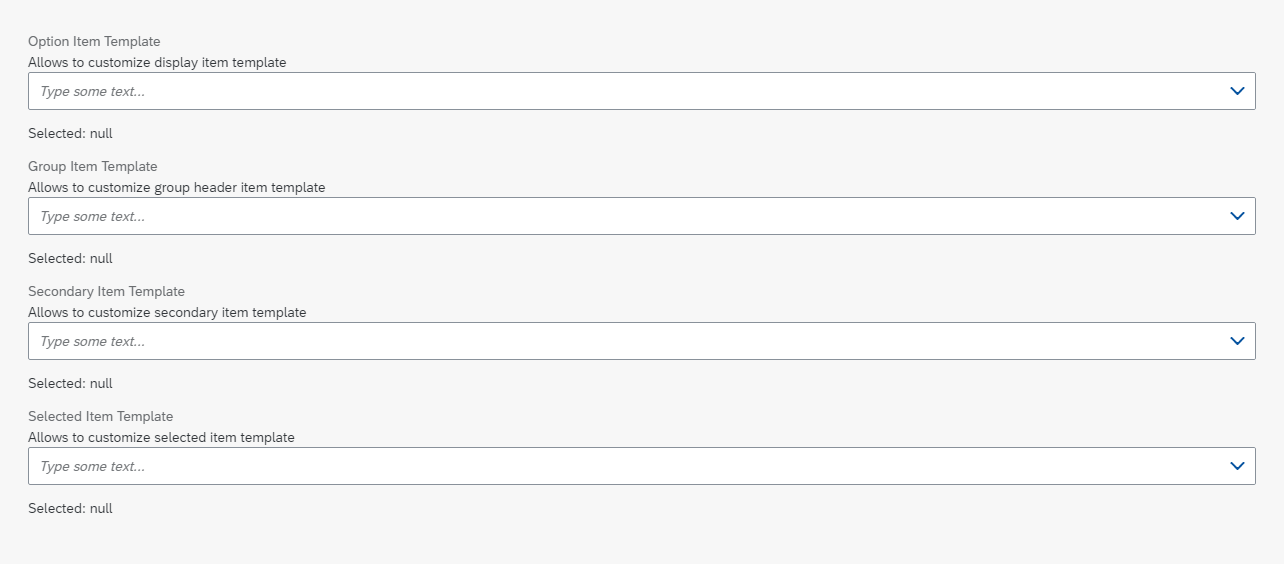 Option Item Template
Allows to customize display item template
Type some text...
Selected: null
Group Item Template
Allows to customize group header item template
Type some text...
Selected: null
Secondary Item Template
Allows to customize secondary item template
Type some text...
Selected: null
Selected Item Template
Allows to customize selected item template
Type some text...
Selected: null